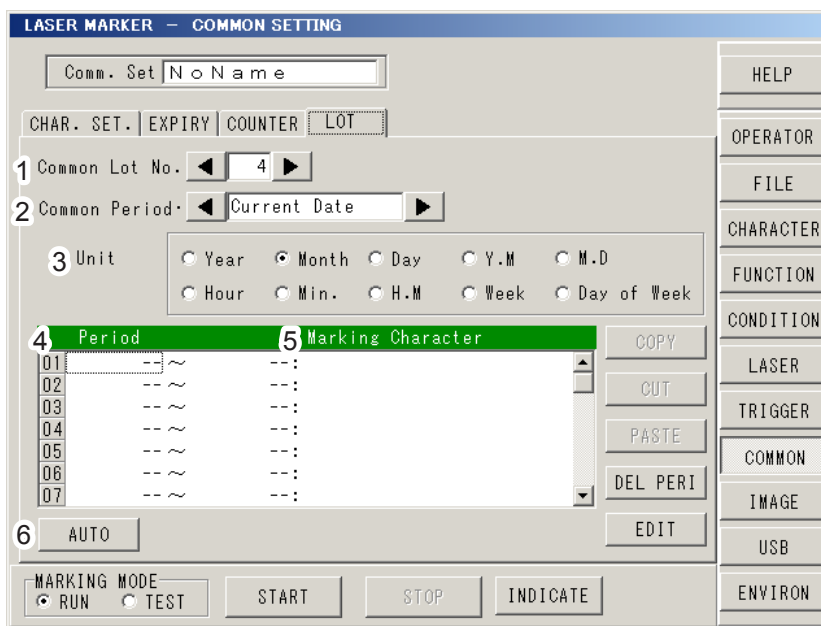 LASER MARKER － COMMON SETTING
Comm. Set ＮｏＮａｍｅ
HELP
CHAR. SET. EXPIRY COUNTER LOT
OPERATOR
1 Common Lot No. ◀ 4 ▶
FILE
2 Common Period· ◀ Current Date ▶
CHARACTER
3 Unit Year Month Day Y.M M.D
FUNCTION
Hour Min. H.M Week Day of Week
CONDITION
4 Period 5 Marking Character
COPY
01 -- ～ --:
LASER
02 -- ～ --:
CUT
03 -- ～ --:
TRIGGER
04 -- ～ --:
PASTE
05 -- ～ --:
COMMON
06 -- ～ --:
DEL PERI
07 -- ～ --:
IMAGE
6 AUTO
EDIT
USB
MARKING MODE
RUN TEST START STOP INDICATE
ENVIRON